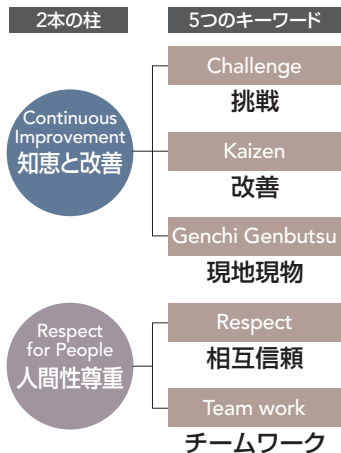 2本の柱
5つのキーワード
Continuous
Improvement
知恵と改善
Challenge
挑戦
Kaizen
改善
Genchi Genbutsu
現地現物
Respect
for People
人間性尊重
Respect
相互信頼
Team work
チームワーク